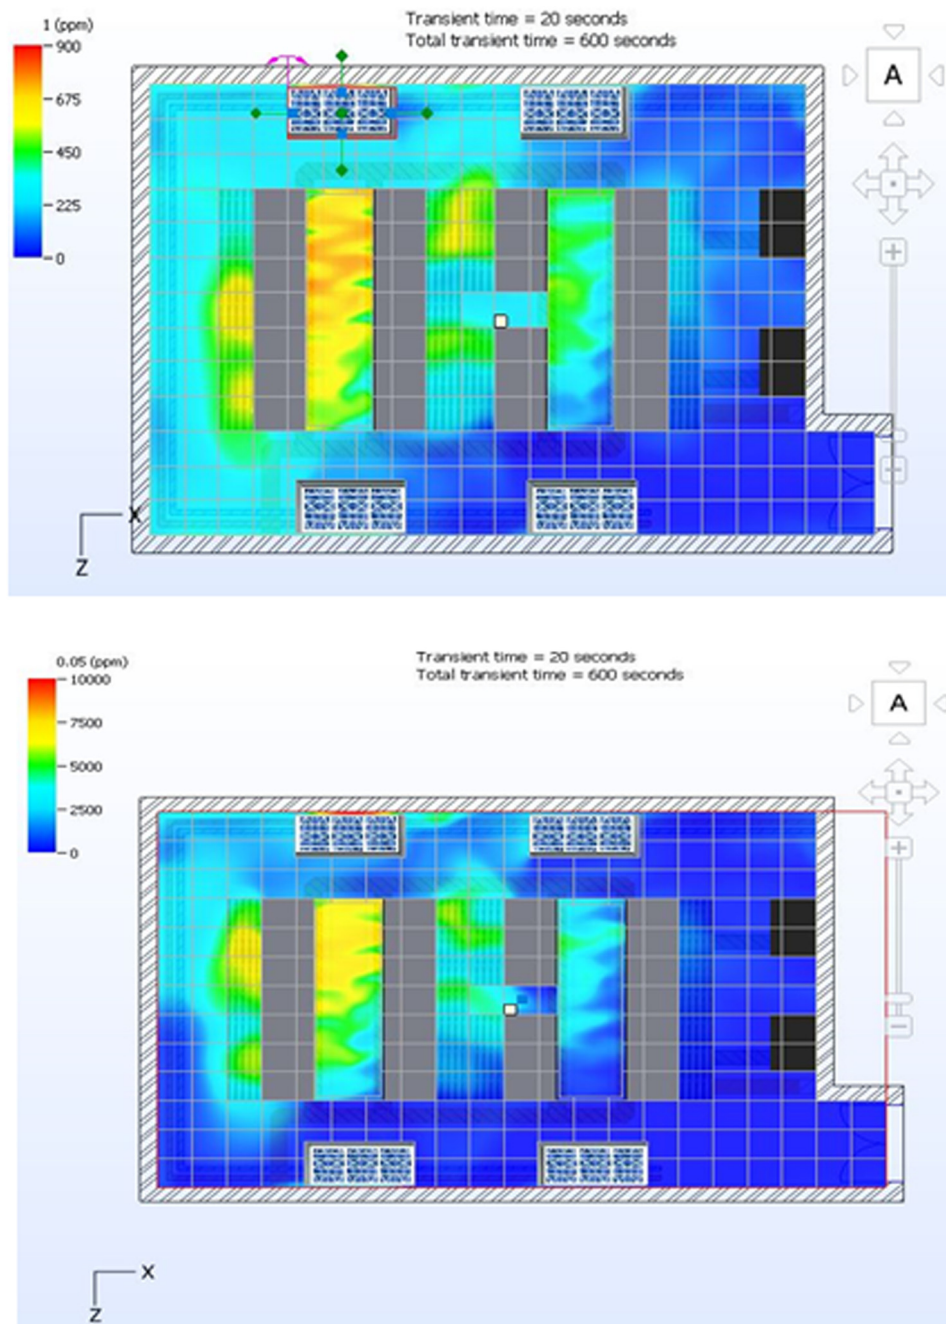 Transient time = 20 seconds
Total transient time = 600 seconds
1 (ppm)
900
675
450
225
0
A
X
Z
Transient time = 20 seconds
Total transient time = 600 seconds
0.05 (ppm)
10000
7500
5000
2500
0
A
X
Z